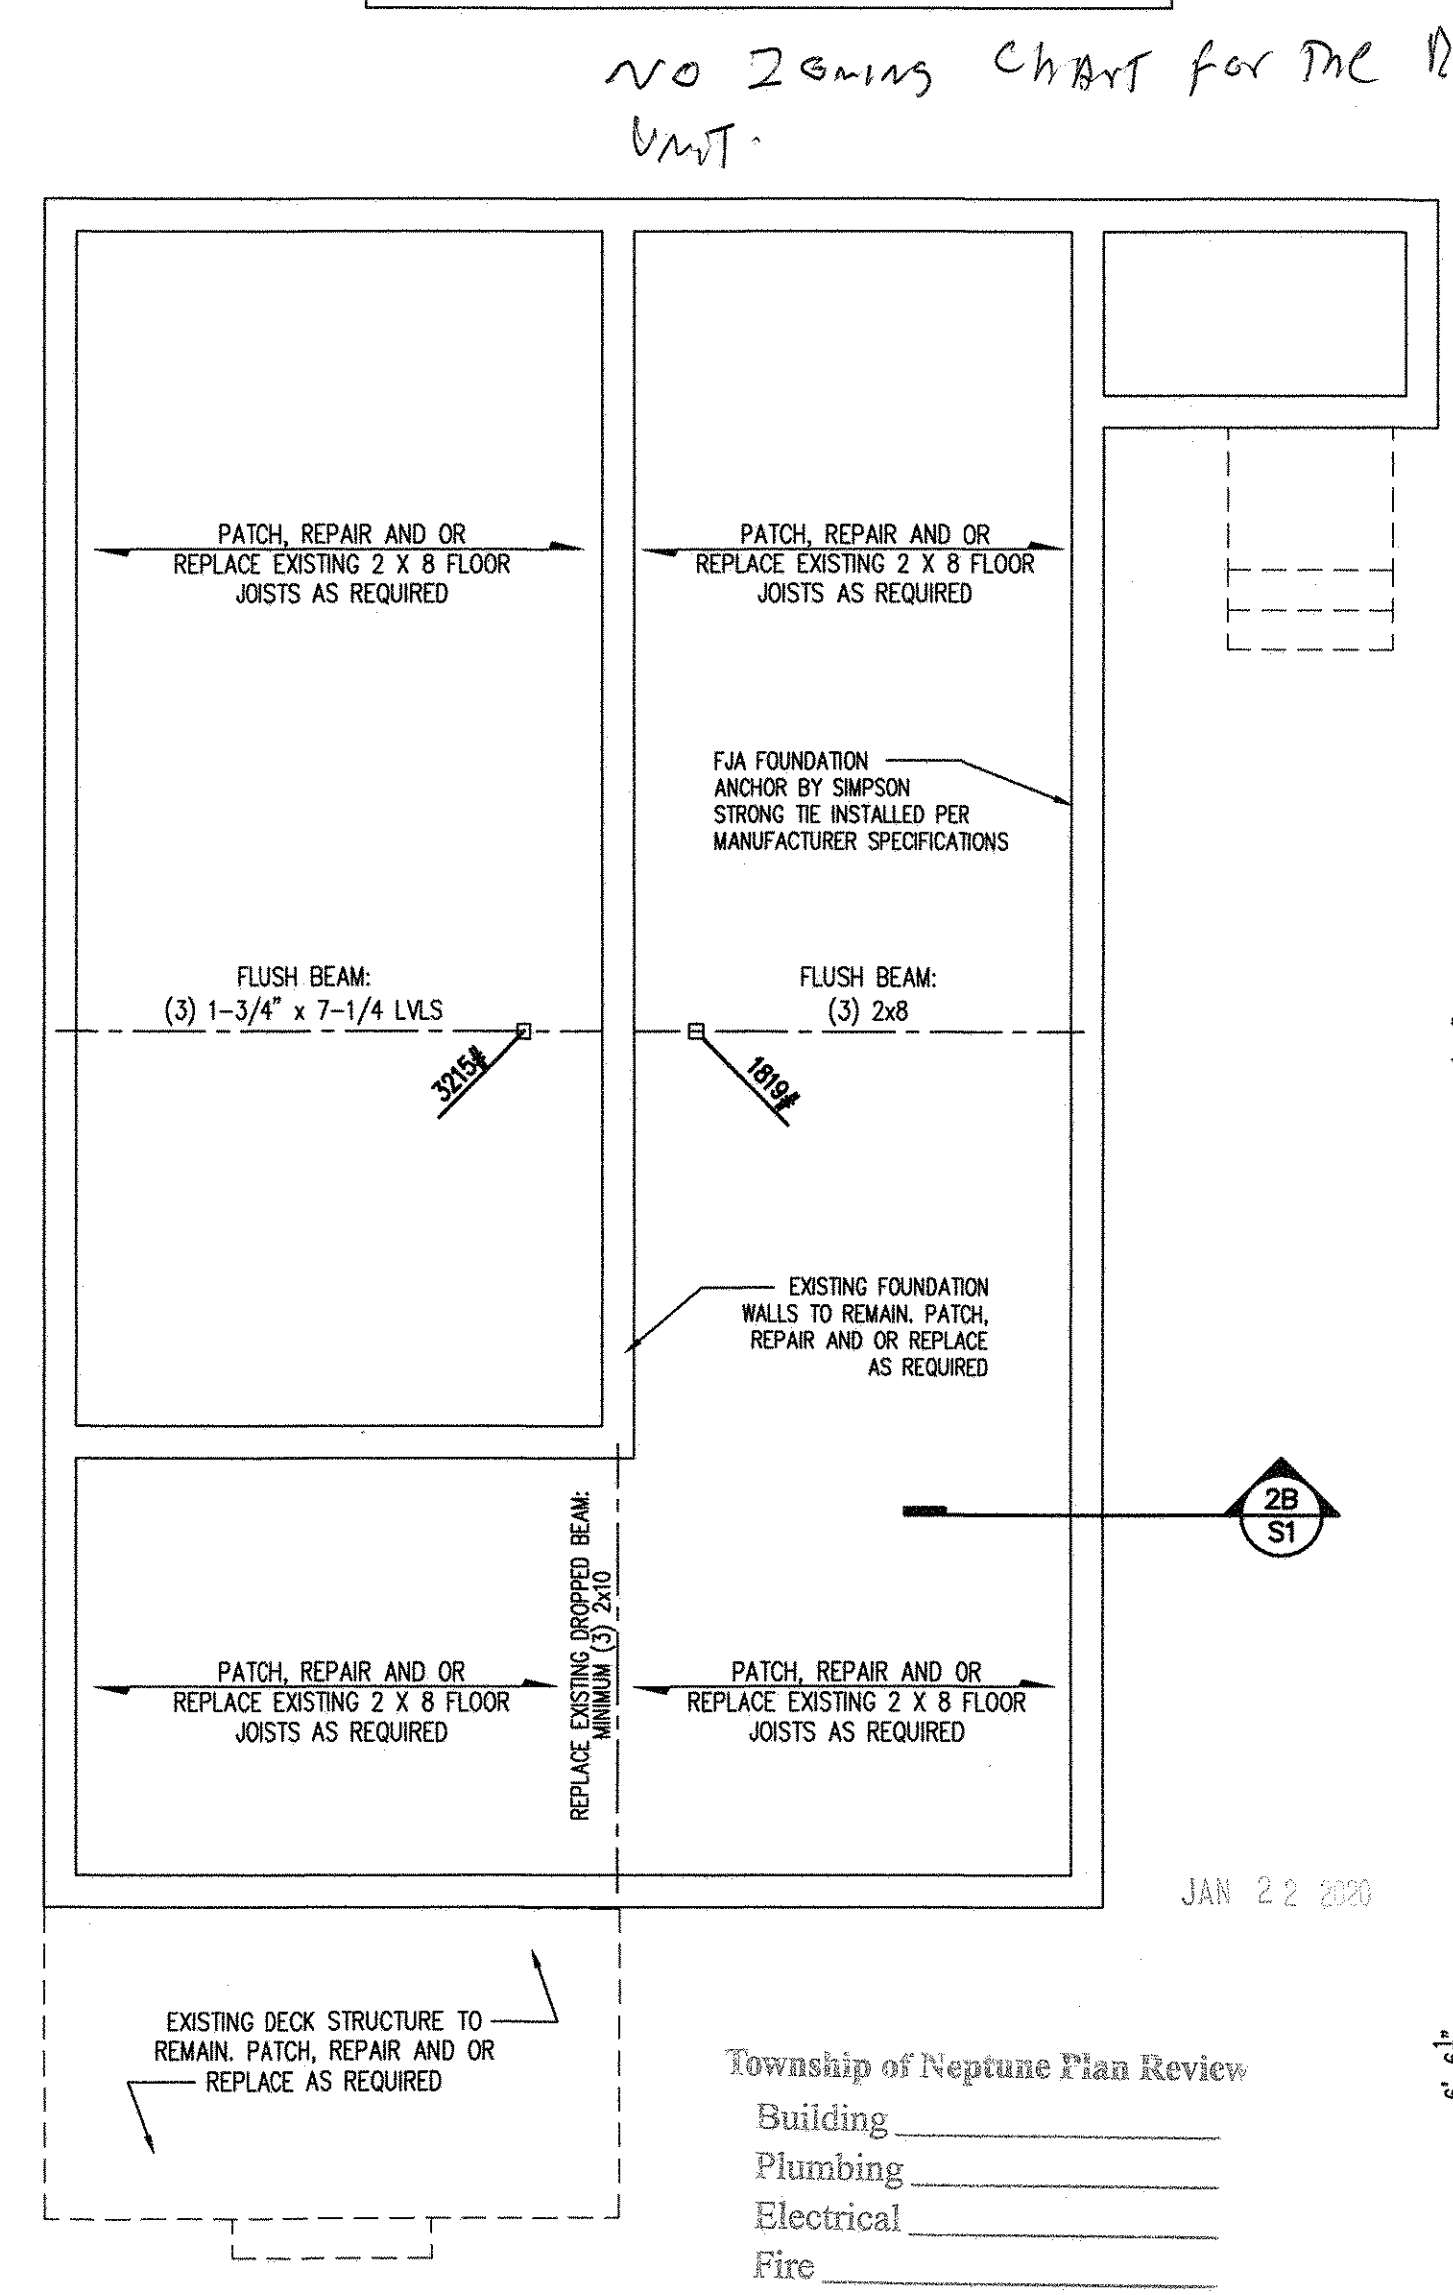 NO ZONING CHART for THE
UNIT.
PATCH, REPAIR AND OR
REPLACE EXISTING 2 X 8 FLOOR
JOISTS AS REQUIRED
PATCH, REPAIR AND OR
REPLACE EXISTING 2 X 8 FLOOR
JOISTS AS REQUIRED
FJA FOUNDATION
ANCHOR BY SIMPSON
STRONG TIE INSTALLED PER
MANUFACTURER SPECIFICATIONS
FLUSH BEAM:
(3) 1-3/4" x 7-1/4 LVLS
FLUSH BEAM:
(3) 2x8
3215#
1819#
EXISTING FOUNDATION
WALLS TO REMAIN. PATCH,
REPAIR AND OR REPLACE
AS REQUIRED
2B
S1
REPLACE EXISTING DROPPED BEAM:
MINIMUM (3) 2x10
PATCH, REPAIR AND OR
REPLACE EXISTING 2 X 8 FLOOR
JOISTS AS REQUIRED
PATCH, REPAIR AND OR
REPLACE EXISTING 2 X 8 FLOOR
JOISTS AS REQUIRED
JAN 22 2020
EXISTING DECK STRUCTURE TO
REMAIN. PATCH, REPAIR AND OR
REPLACE AS REQUIRED
Township of Neptune Plan Review
Building
Plumbing
Electrical
Fire